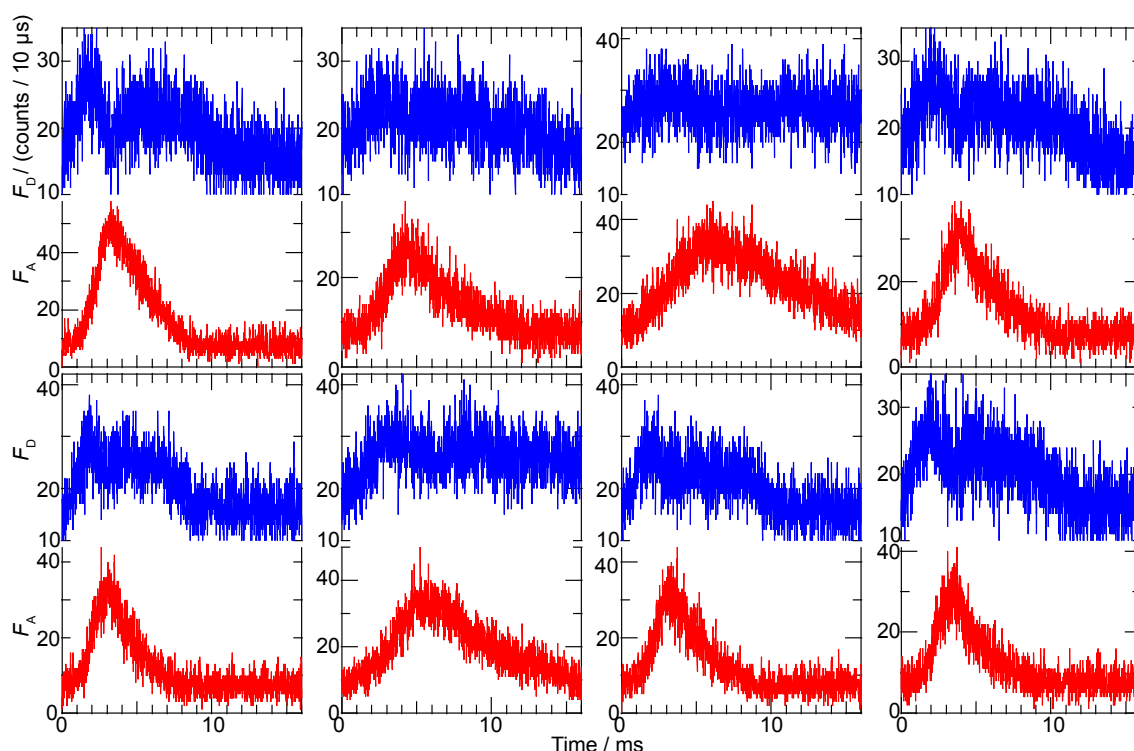 F_D / (counts / 10 µs)
30 30 40 30
20 20 20 20
10 10 10 10
F_A
40 20 40 20
20 0 20 0
0 0
F_D
40 40 40 30
20 20 20 20
10 10 10 10
F_A
40 40 40 40
20 20 20 20
0 0 0 0
0 10 0 10 0 10 0 10
Time / ms